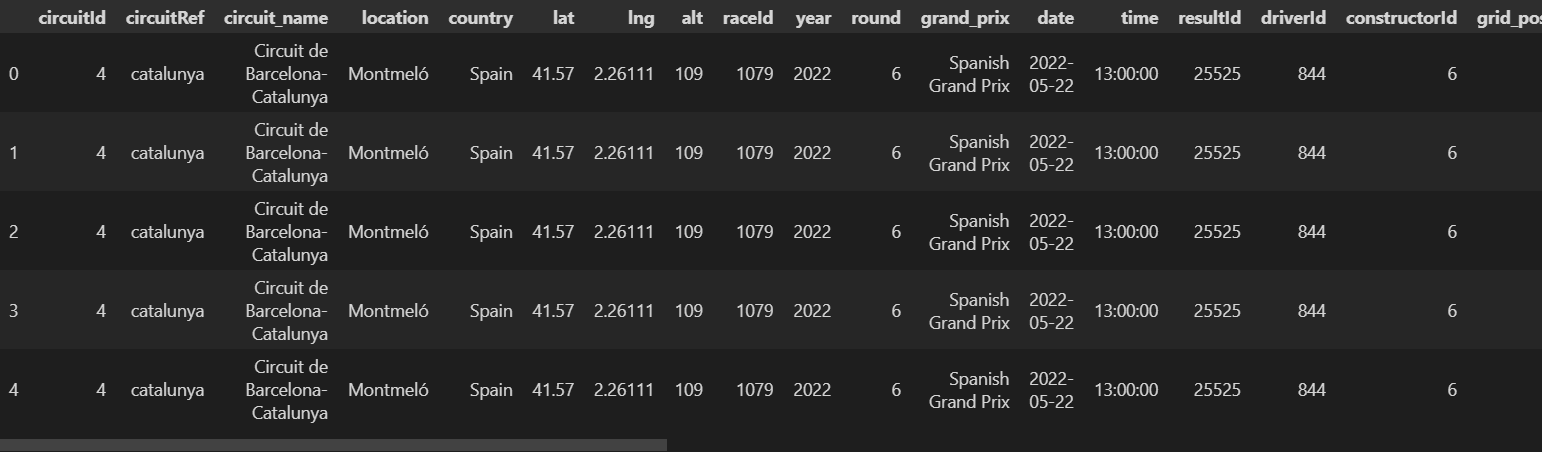 circuitId circuitRef circuit_name location country lat lng alt raceId year round grand_prix date time resultId driverId constructorId grid_pos
Circuit de
0 4 catalunya Barcelona- Montmeló Spain 41.57 2.26111 109 1079 2022 6 Spanish Grand Prix 2022-05-22 13:00:00 25525 844 6
Catalunya
Circuit de
1 4 catalunya Barcelona- Montmeló Spain 41.57 2.26111 109 1079 2022 6 Spanish Grand Prix 2022-05-22 13:00:00 25525 844 6
Catalunya
Circuit de
2 4 catalunya Barcelona- Montmeló Spain 41.57 2.26111 109 1079 2022 6 Spanish Grand Prix 2022-05-22 13:00:00 25525 844 6
Catalunya
Circuit de
3 4 catalunya Barcelona- Montmeló Spain 41.57 2.26111 109 1079 2022 6 Spanish Grand Prix 2022-05-22 13:00:00 25525 844 6
Catalunya
Circuit de
4 4 catalunya Barcelona- Montmeló Spain 41.57 2.26111 109 1079 2022 6 Spanish Grand Prix 2022-05-22 13:00:00 25525 844 6
Catalunya